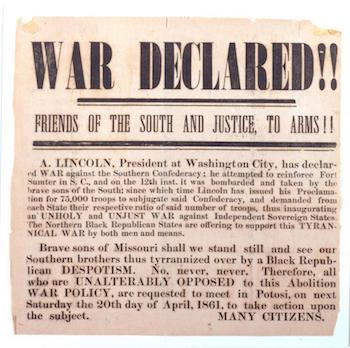 WAR DECLARED!!
FRIENDS OF THE SOUTH AND JUSTICE, TO ARMS!!
A. LINCOLN, President at Washington City, has declar-
ed WAR against the Southern Confederacy; he attempted to reinforce Fort
Sumter in S. C., and on the 12th inst. it was bombarded and taken by the
brave sons of the South; since which time Lincoln has issued his Proclama-
tion for 75,000 troops to subjugate said Confederacy, and demanded from
each State their respective ratio of said number of troops, thus inaugurating
an UNHOLY and UNJUST WAR against Independent Sovereign States.
The Northern Black Republican States are offering to support this TYRAN-
NICAL WAR by both men and means.
Brave sons of Missouri shall we stand still and see our
Southern brothers thus tyrannized over by a Black Repub-
lican DESPOTISM. No, never, never. Therefore, all
who are UNALTERABLY OPPOSED to this Abolition
WAR POLICY, are requested to meet in Potosi, on next
Saturday the 20th day of April, 1861, to take action upon
the subject. MANY CITIZENS.